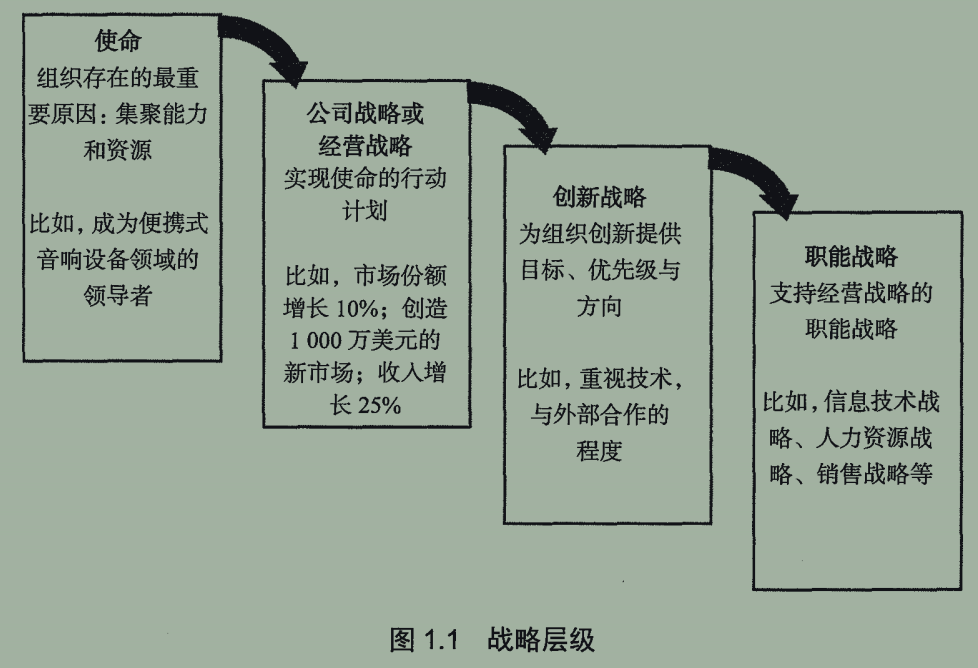 使命
组织存在的最重
要原因：集聚能力
和资源
比如，成为便携式
音响设备领域的
领导者
公司战略或
经营战略
实现使命的行动
计划
比如，市场份额
增长 10%；创造
1 000 万美元的
新市场；收入增
长 25%
创新战略
为组织创新提供
目标、优先级与
方向
比如，重视技术，
与外部合作的
程度
职能战略
支持经营战略的
职能战略
比如，信息技术战
略、人力资源战
略、销售战略等
图 1.1 战略层级